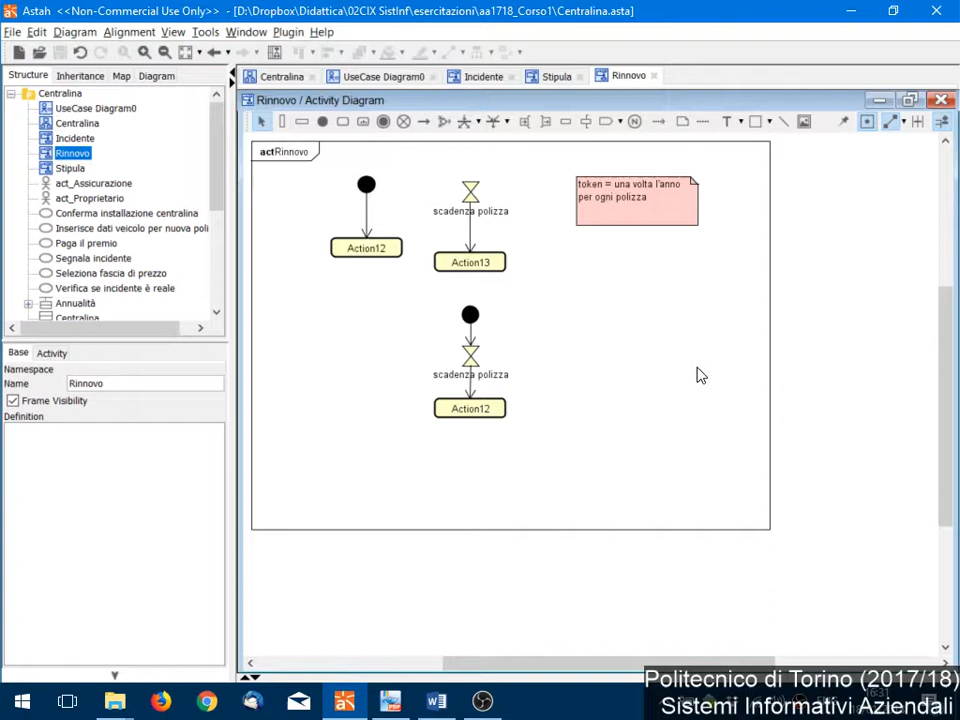 Astah <<Non-Commercial Use Only>> - [D:\Dropbox\Didattica\02CIX SistInf\esercitazioni\aa1718_Corso1\Centralina.asta]
File Edit Diagram Alignment View Tools Window Plugin Help
Structure Inheritance Map Diagram
Centralina
UseCase Diagram0
Centralina
Incidente
Rinnovo
Stipula
act_Assicurazione
act_Proprietario
Conferma installazione centralina
Inserisce dati veicolo per nuova poli
Paga il premio
Segnala incidente
Seleziona fascia di prezzo
Verifica se incidente è reale
Annualità
Centralina
Base Activity
Namespace
Name Rinnovo
Frame Visibility
Definition
Centralina UseCase Diagram0 Incidente Stipula Rinnovo
Rinnovo / Activity Diagram
N T
act Rinnovo
scadenza polizza
Action12
Action13
token = una volta l'anno
per ogni polizza
scadenza polizza
Action12
Politecnico di Torino (2017/18)
Sistemi Informativi Aziendali